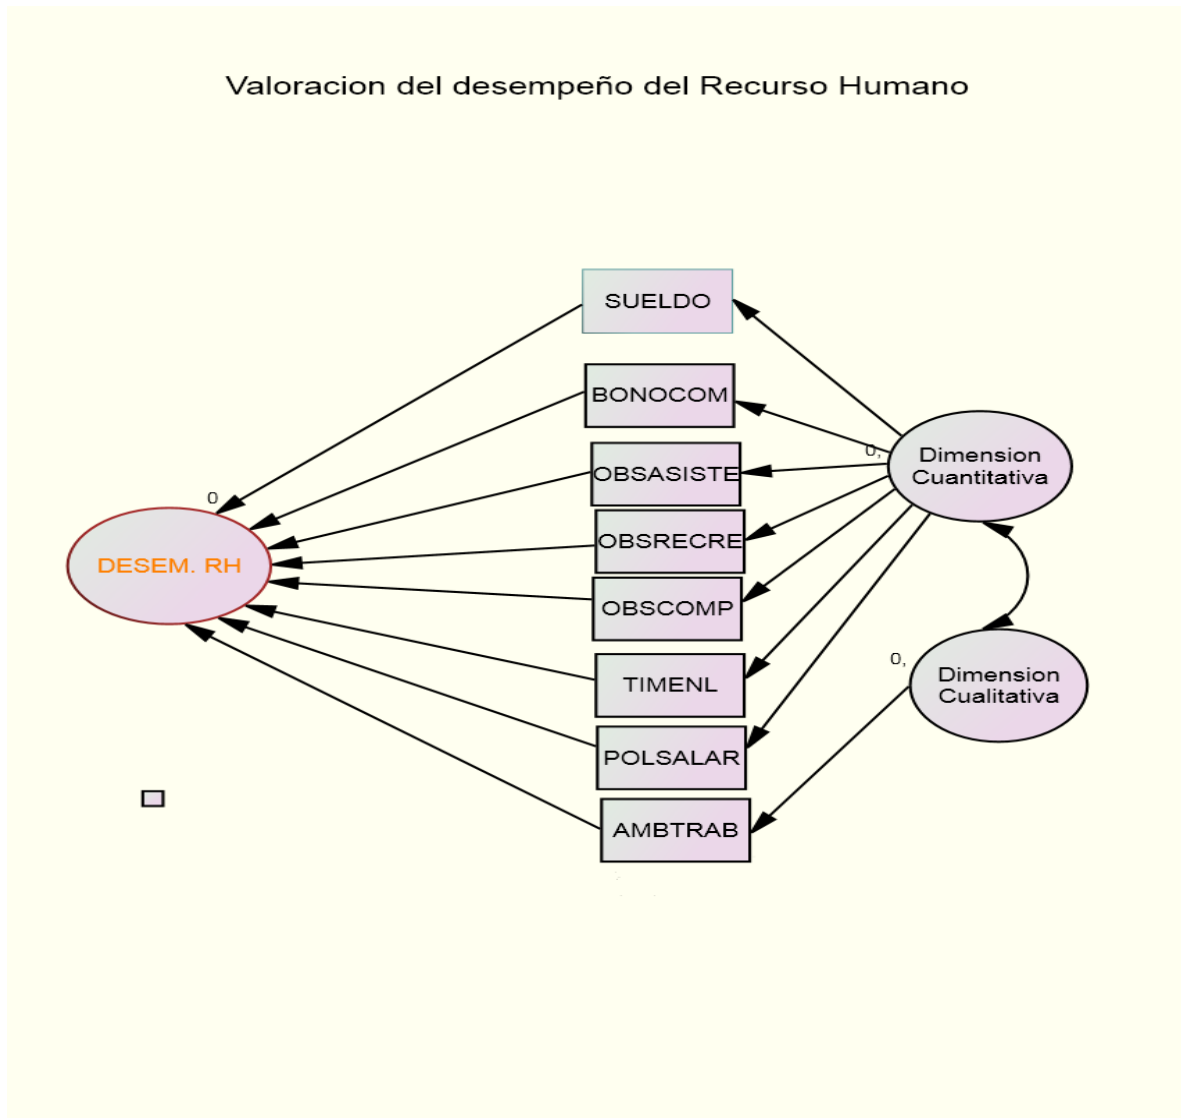 Valoracion del desempeño del Recurso Humano
SUELDO
BONOCOM
0,
Dimension
Cuantitativa
OBSASISTE
0
OBSRECRE
DESEM. RH
OBSCOMP
0,
Dimension
Cualitativa
TIMENL
POLSALAR
AMBTRAB